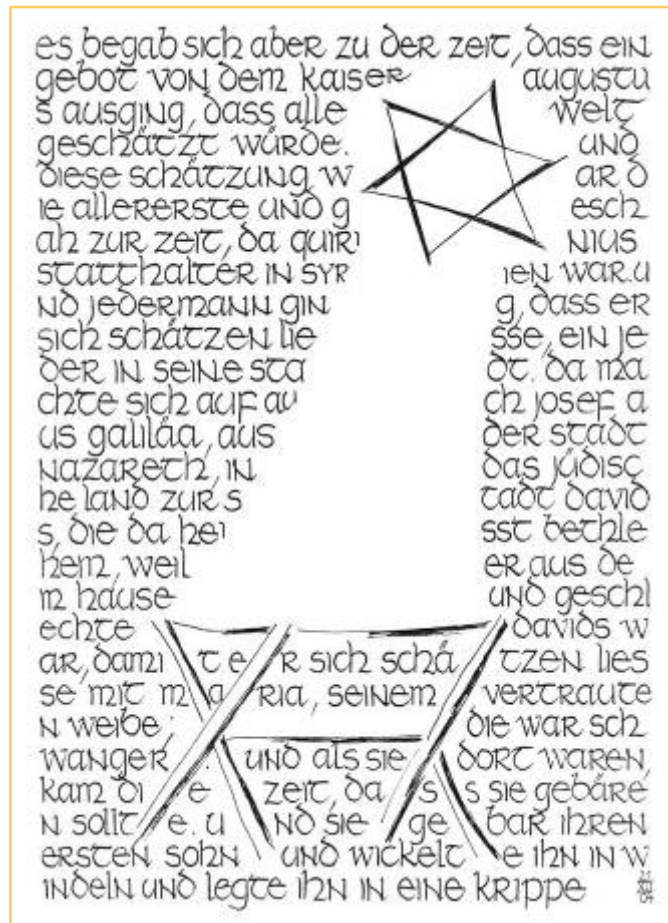 es begab sich aber zu der zeit, dass ein
gebot von dem kaiser augustu
s ausging, dass alle welt
geschätzt würde. und
diese schätzung w ar d
ie allererste und g esch
ah zur zeit, da quiri nius
statthalter in syr ien war.u
nd jedermann gin g, dass er
sich schätzen lie sse, ein je
der in seine sta dt. da ma
chte sich auf au ch josef a
us galiläa, aus der stadt
nazareth, in das jüdisc
he land zur s tadt david
s, die da hei sst bethle
hem, weil er aus de
m hause und geschl
echte davids w
ar, dami t e r sich schä tzen lies
se mit m a ria, seinem vertraute
n weibe; die war sch
wanger und als sie dort waren,
kam di e zeit, da s s sie gebäre
n sollt e. u nd sie ge bar ihren
ersten sohn und wickelt e ihn in w
indeln und legte ihn in eine krippe